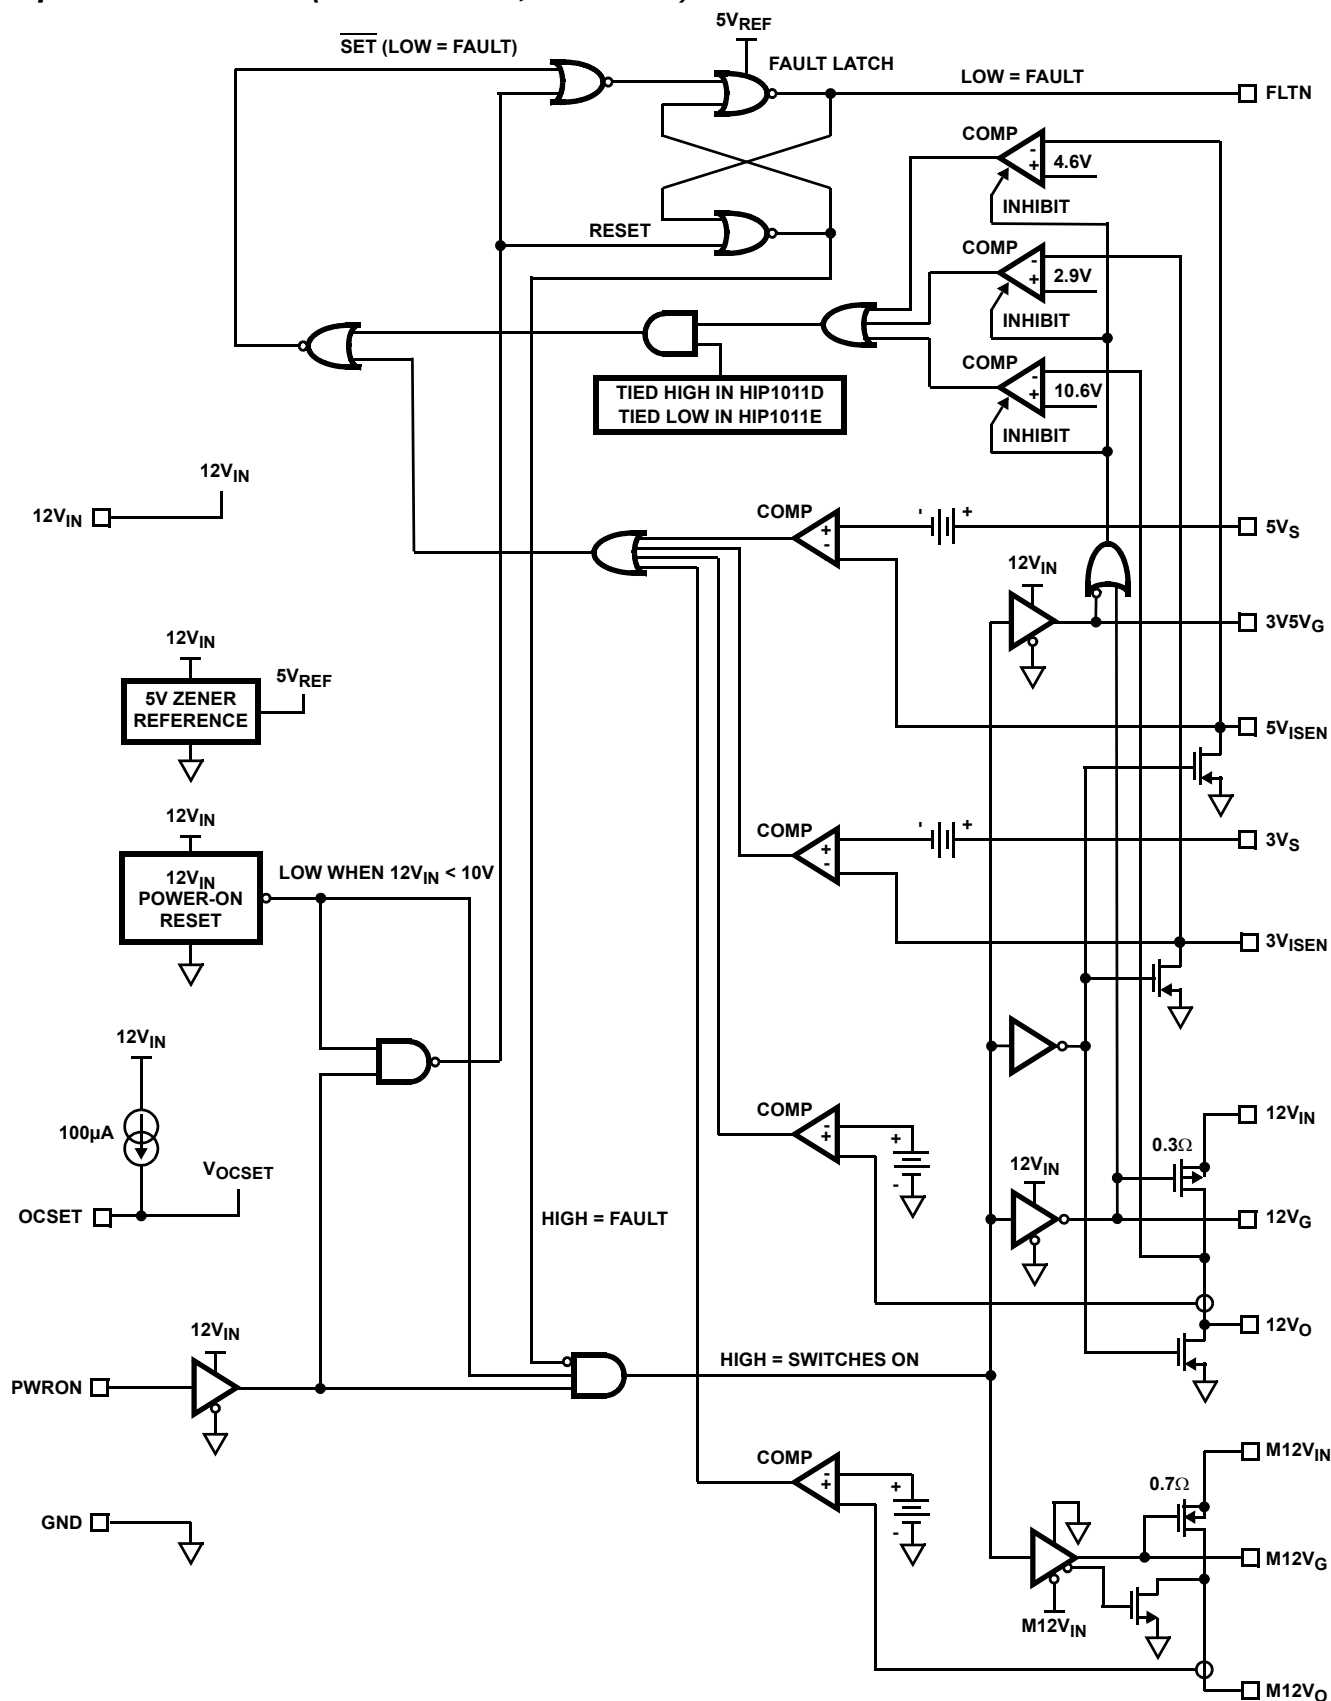 5VREF
SET (LOW = FAULT)
FAULT LATCH
LOW = FAULT
FLTN
COMP
-
+
4.6V
INHIBIT
RESET
COMP
-
+
2.9V
INHIBIT
COMP
-
+
10.6V
INHIBIT
TIED HIGH IN HIP1011D
TIED LOW IN HIP1011E
12VIN
12VIN
COMP
+
-
- +
5VS
12VIN
3V5VG
12VIN
5VREF
5V ZENER
REFERENCE
5VISEN
12VIN
COMP
+
-
- +
3VS
12VIN
POWER-ON
RESET
LOW WHEN 12VIN < 10V
3VISEN
12VIN
100µA
VOCSET
OCSET
COMP
-
+
+
-
12VIN
0.3Ω
12VIN
12VG
HIGH = FAULT
12VO
12VIN
PWRON
HIGH = SWITCHES ON
COMP
-
+
+
-
M12VIN
0.7Ω
GND
M12VG
M12VIN
M12VO